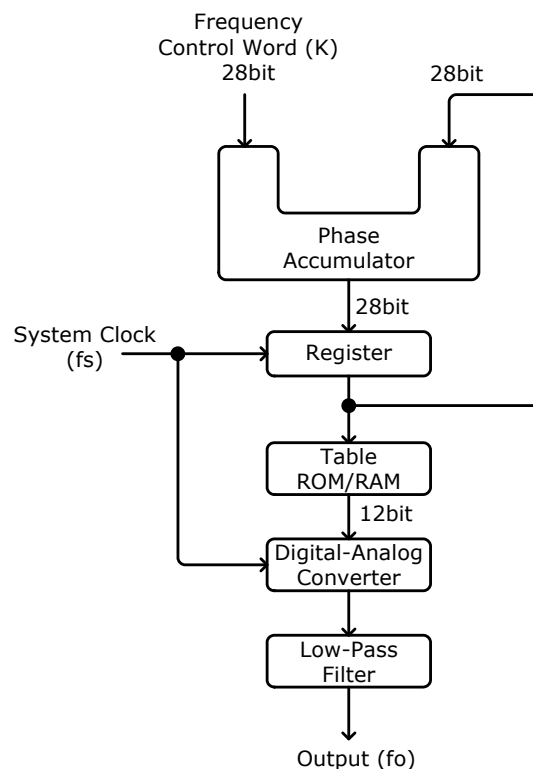 Frequency
Control Word (K)
28bit
28bit
Phase
Accumulator
28bit
System Clock
(fs)
Register
Table
ROM/RAM
12bit
Digital-Analog
Converter
Low-Pass
Filter
Output (fo)